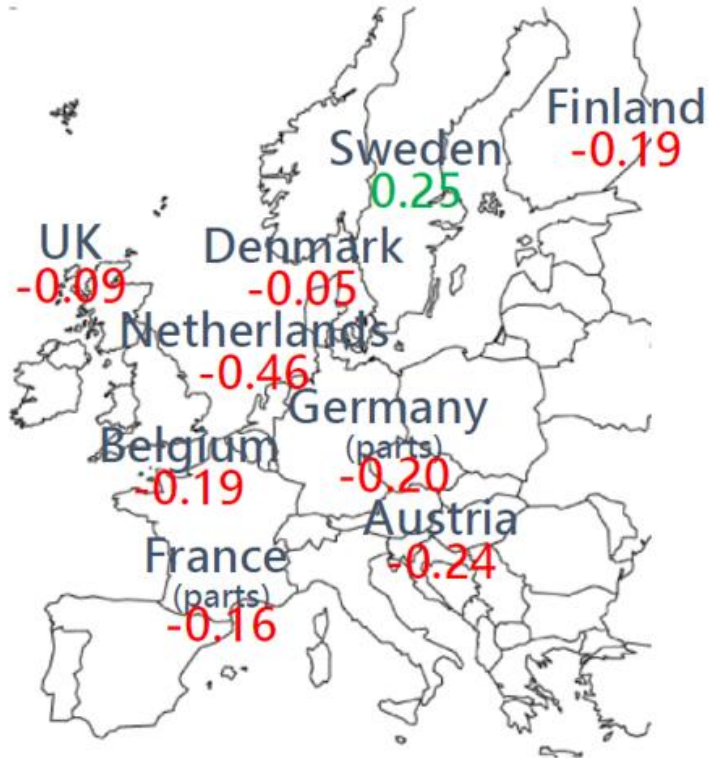 Finland
-0.19
Sweden
0.25
UK
-0.09
Denmark
-0.05
Netherlands
-0.46
Germany
(parts)
-0.20
Belgium
-0.19
Austria
-0.24
France
(parts)
-0.16